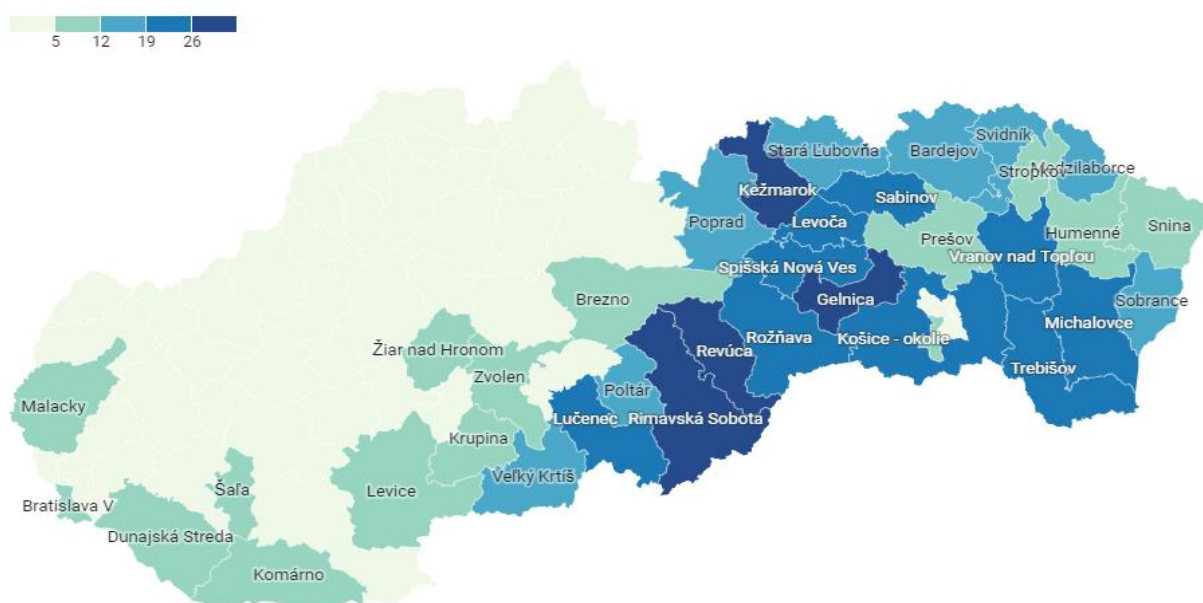 5 12 19 26
Svidník
Stará Ľubovňa
Bardejov
Medzilaborce
Stropkov
Kežmarok
Sabinov
Poprad
Levoča
Prešov
Humenné
Snina
Vranov nad Topľou
Spišská Nová Ves
Brezno
Gelnica
Sobrance
Michalovce
Rožňava
Košice - okolie
Žiar nad Hronom
Revúca
Trebišov
Zvolen
Poltár
Malacky
Lučenec
Rimavská Sobota
Krupina
Veľký Krtíš
Šaľa
Levice
Bratislava V
Dunajská Streda
Komárno